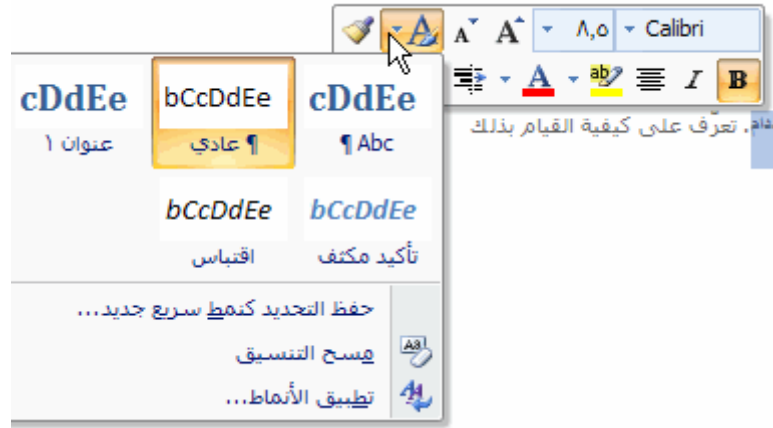 Calibri ٨,٥ A A A
B I ab A
تعرّف على كيفية القيام بذلك
cDdEe bCcDdEe cDdEe
¶ Abc ¶ عادي عنوان ١
bCcDdEe bCcDdEe
تأكيد مكثف اقتباس
حفظ التحديد كنمط سريع جديد...
مسح التنسيق
تطبيق الأنماط...